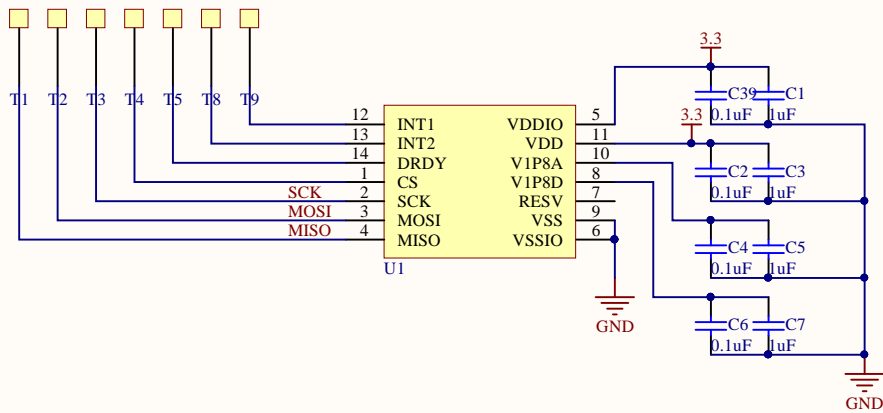 3.3
T1 T2 T3 T4 T5 T8 T9
C39 C1
0.1uF 1uF
3.3
12 INT1 VDDIO 5
13 INT2 VDD 11
14 DRDY V1P8A 10
1 CS V1P8D 8
SCK 2 SCK RESV 7
MOSI 3 MOSI VSS 9
MISO 4 MISO VSSIO 6
U1
C2 C3
0.1uF 1uF
C4 C5
0.1uF 1uF
GND
C6 C7
0.1uF 1uF
GND